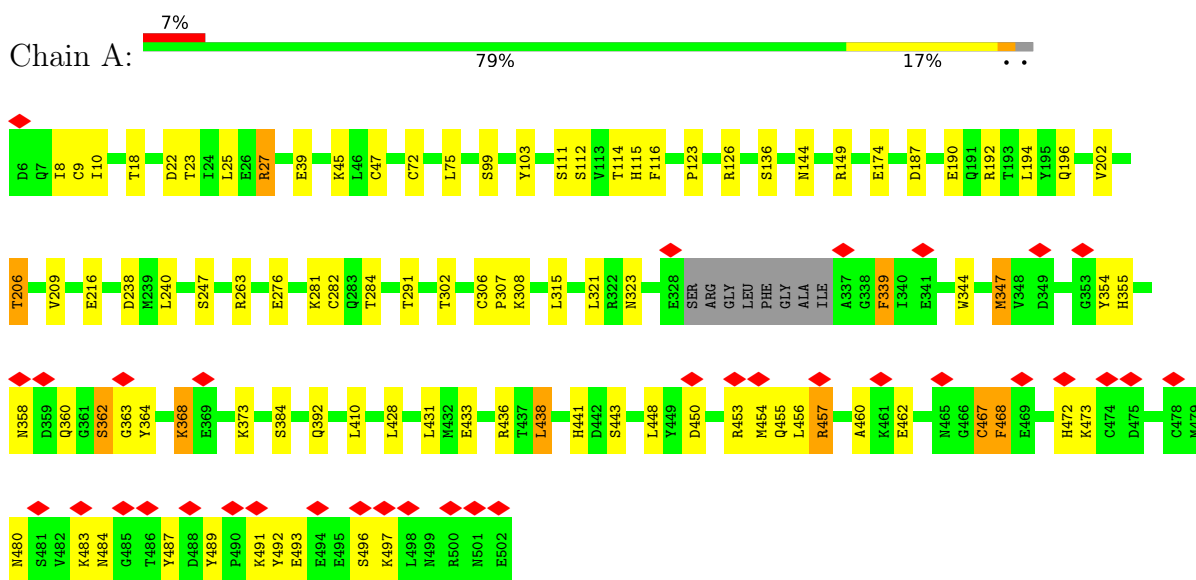 7%
Chain A:
79% 17% • •
D6 Q7 I8 C9 I10 T18 D22 T23 I24 L25 E26 R27 E39 K45 L46 C47 C72 L75 S99 Y103 S111 S112 V113 T114 H115 F116 P123 R126 S136 N144 R149 E174 D187 E190 Q191 R192 T193 L194 Y195 Q196 V202
T206 V209 E216 D238 M239 L240 S247 R263 E276 K281 C282 Q283 T284 T291 T302 C306 P307 K308 L315 L321 R322 N323 E328 SER ARG GLY LEU PHE GLY ALA ILE A337 G338 F339 I340 E341 W344 M347 V348 D349 G353 Y354 H355
N358 D359 Q360 G361 S362 G363 Y364 K368 E369 K373 S384 Q392 L410 L428 L431 M432 E433 R436 T437 L438 H441 D442 S443 L448 Y449 D450 R453 M454 Q455 L456 R457 A460 K461 E462 N465 G466 C467 F468 E469 H472 K473 C474 D475 C478 M479
N480 S481 V482 K483 N484 G485 T486 Y487 D488 Y489 P490 K491 Y492 E493 E494 E495 S496 K497 L498 N499 R500 N501 E502